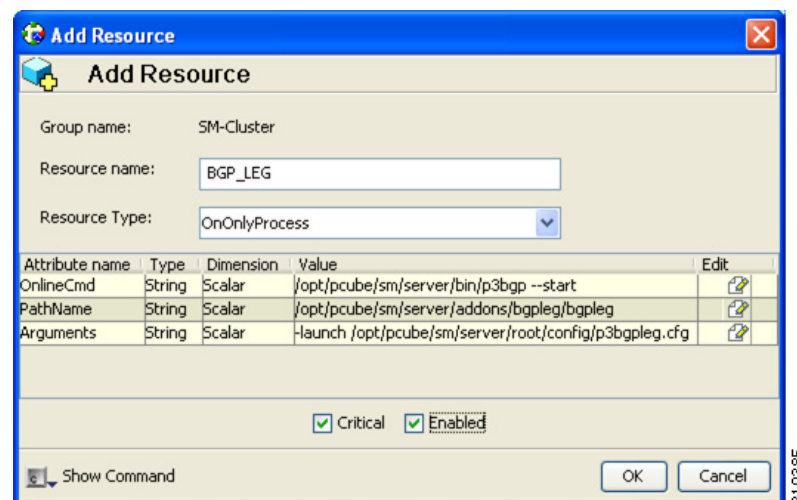 Add Resource
Add Resource
Group name: SM-Cluster
Resource name: BGP_LEG
Resource Type: OnOnlyProcess
Attribute name Type Dimension Value Edit
OnlineCmd String Scalar /opt/pcube/sm/server/bin/p3bgp --start
PathName String Scalar /opt/pcube/sm/server/addons/bgpleg/bgpleg
Arguments String Scalar -launch /opt/pcube/sm/server/root/config/p3bgpleg.cfg
Critical Enabled
Show Command OK Cancel